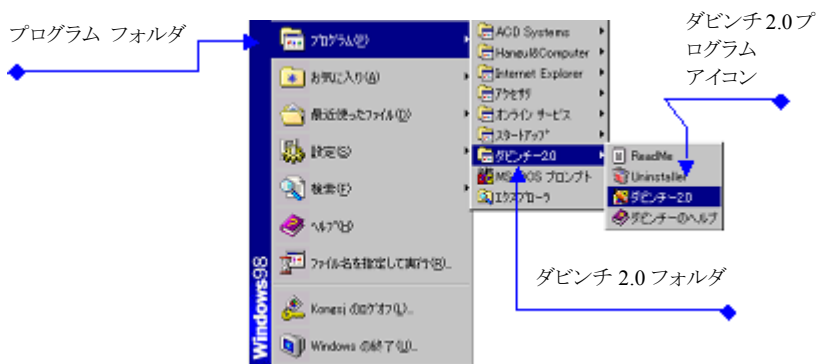 プログラム フォルダ
ダビンチ2.0プ
ログラム
アイコン
プログラム(P)
お気に入り(A)
最近使ったファイル(D)
設定(S)
検索(F)
ヘルプ(H)
ファイル名を指定して実行(R)...
Konesi のログオフ(L)...
Windows の終了(U)...
Windows98
ACD Systems
Hangul&Computer
Internet Explorer
アクセサリ
オンライン サービス
スタートアップ
ダビンチー2.0
MS-DOS プロンプト
エクスプローラ
ReadMe
Uninstaller
ダビンチー2.0
ダビンチーのヘルプ
ダビンチ 2.0 フォルダ